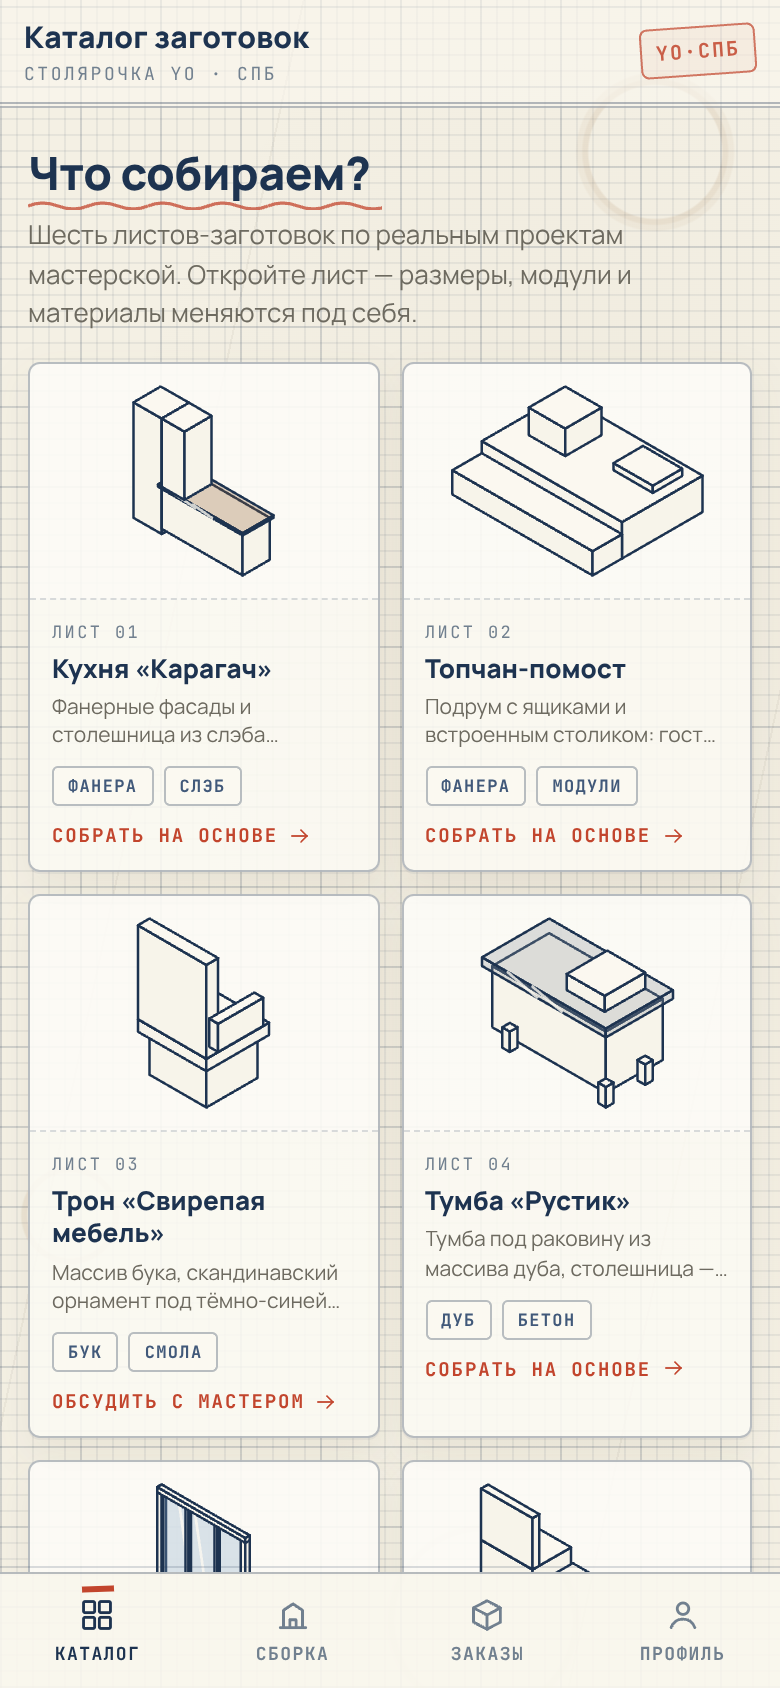 Каталог заготовок
СТОЛЯРОЧКА YO · СПБ
YO·СПБ
Что собираем?
Шесть листов-заготовок по реальным проектам
мастерской. Откройте лист — размеры, модули и
материалы меняются под себя.
ЛИСТ 01
Кухня «Карагач»
Фанерные фасады и
столешница из слэба…
ФАНЕРА
СЛЭБ
СОБРАТЬ НА ОСНОВЕ →
ЛИСТ 02
Топчан-помост
Подрум с ящиками и
встроенным столиком: гост…
ФАНЕРА
МОДУЛИ
СОБРАТЬ НА ОСНОВЕ →
ЛИСТ 03
Трон «Свирепая
мебель»
Массив бука, скандинавский
орнамент под тёмно-синей…
БУК
СМОЛА
ОБСУДИТЬ С МАСТЕРОМ →
ЛИСТ 04
Тумба «Рустик»
Тумба под раковину из
массива дуба, столешница —…
ДУБ
БЕТОН
СОБРАТЬ НА ОСНОВЕ →
КАТАЛОГ
СБОРКА
ЗАКАЗЫ
ПРОФИЛЬ